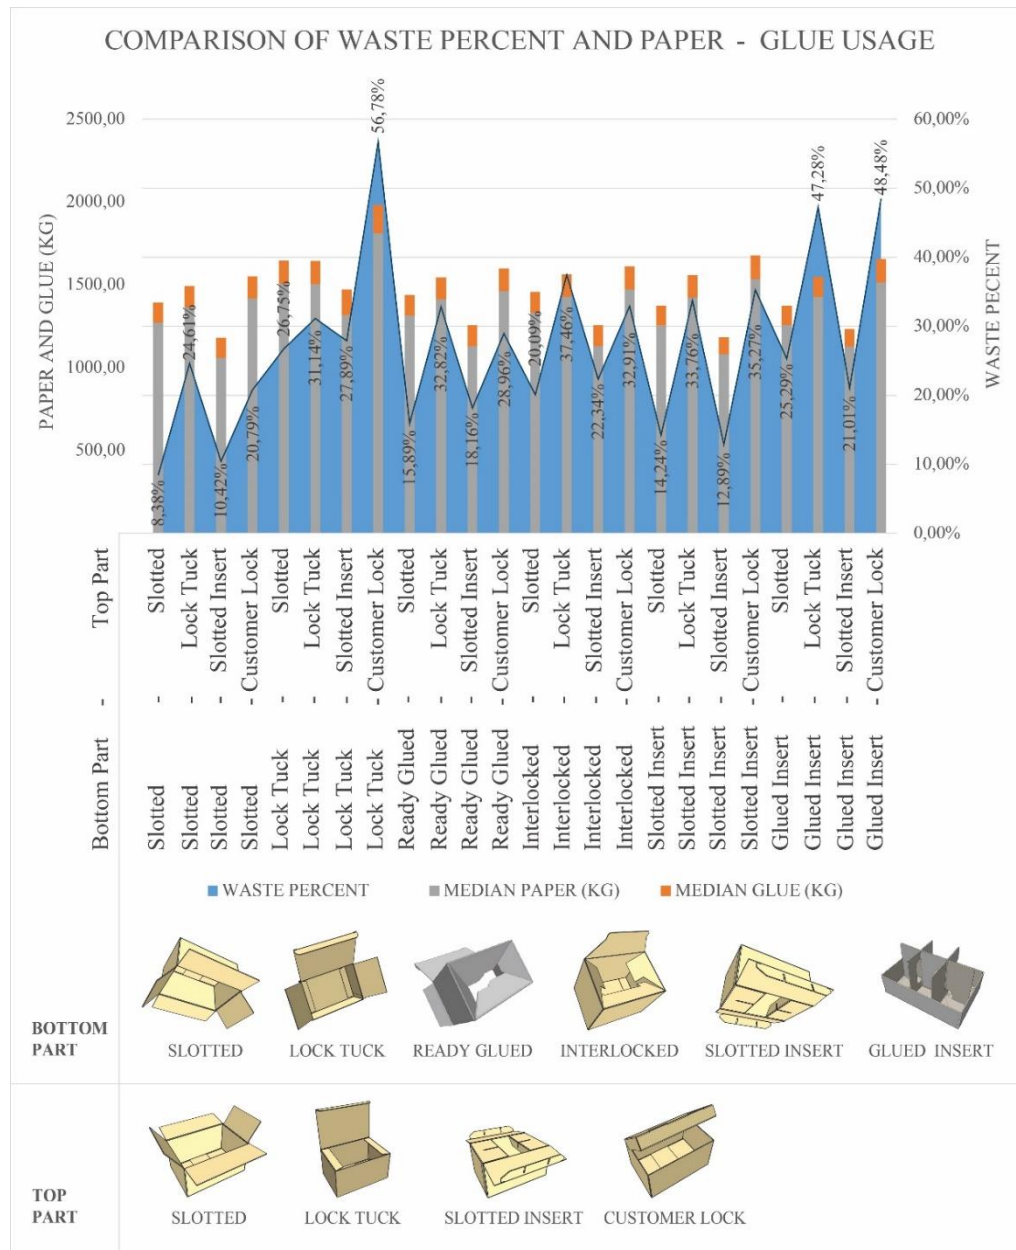 COMPARISON OF WASTE PERCENT AND PAPER - GLUE USAGE
PAPER AND GLUE (KG)
2500,00
2000,00
1500,00
1000,00
500,00
8,38%
24,61%
10,42%
20,79%
26,75%
31,14%
27,89%
56,78%
15,89%
32,82%
18,16%
28,96%
20,09%
37,46%
22,34%
32,91%
14,24%
33,76%
12,89%
35,27%
25,29%
47,28%
21,01%
48,48%
60,00%
50,00%
40,00%
30,00%
20,00%
10,00%
0,00%
WASTE PECENT
Bottom Part - Top Part
Slotted - Slotted
Slotted - Lock Tuck
Slotted - Slotted Insert
Slotted - Customer Lock
Lock Tuck - Slotted
Lock Tuck - Lock Tuck
Lock Tuck - Slotted Insert
Lock Tuck - Customer Lock
Ready Glued - Slotted
Ready Glued - Lock Tuck
Ready Glued - Slotted Insert
Ready Glued - Customer Lock
Interlocked - Slotted
Interlocked - Lock Tuck
Interlocked - Slotted Insert
Interlocked - Customer Lock
Slotted Insert - Slotted
Slotted Insert - Lock Tuck
Slotted Insert - Slotted Insert
Slotted Insert - Customer Lock
Glued Insert - Slotted
Glued Insert - Lock Tuck
Glued Insert - Slotted Insert
Glued Insert - Customer Lock
WASTE PERCENT MEDIAN PAPER (KG) MEDIAN GLUE (KG)
BOTTOM
PART
SLOTTED LOCK TUCK READY GLUED INTERLOCKED SLOTTED INSERT GLUED INSERT
TOP
PART
SLOTTED LOCK TUCK SLOTTED INSERT CUSTOMER LOCK